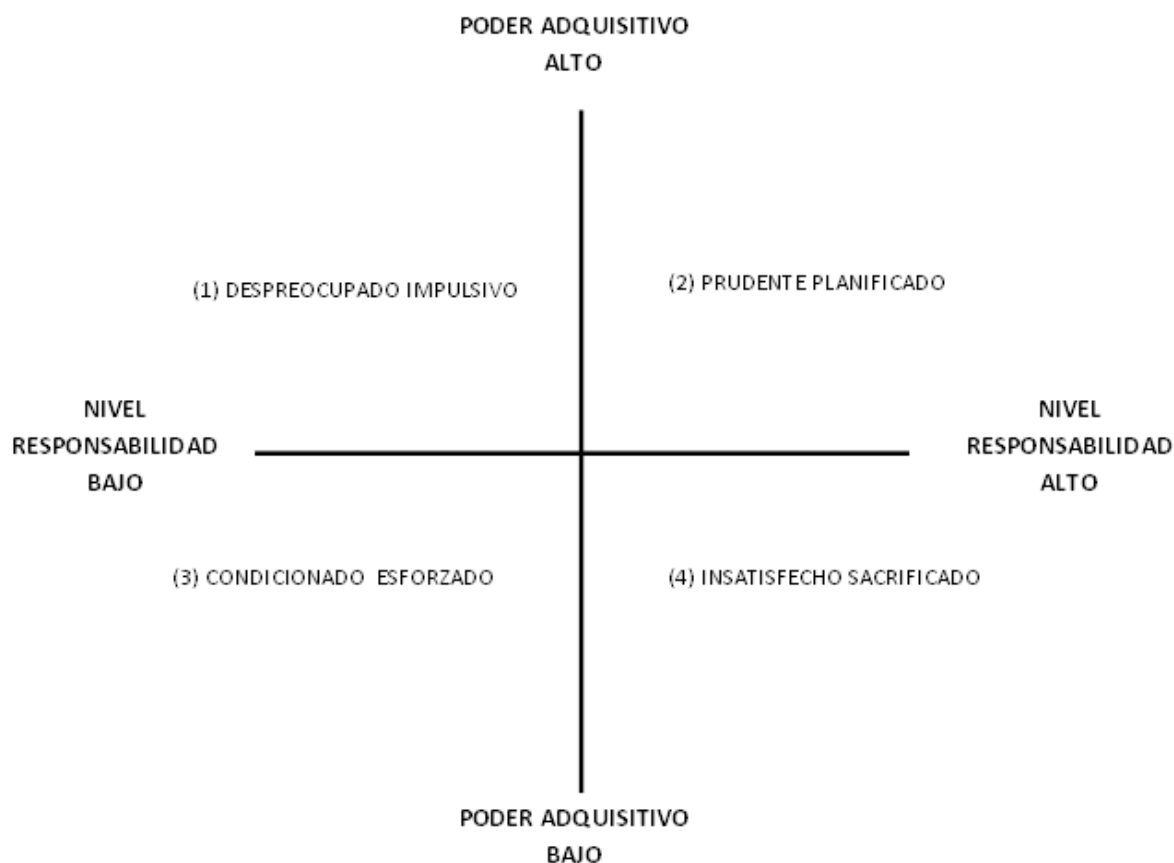 PODER ADQUISITIVO
ALTO
(1) DESPREOCUPADO IMPULSIVO
(2) PRUDENTE PLANIFICADO
NIVEL
RESPONSABILIDAD
BAJO
NIVEL
RESPONSABILIDAD
ALTO
(3) CONDICIONADO ESFORZADO
(4) INSATISFECHO SACRIFICADO
PODER ADQUISITIVO
BAJO